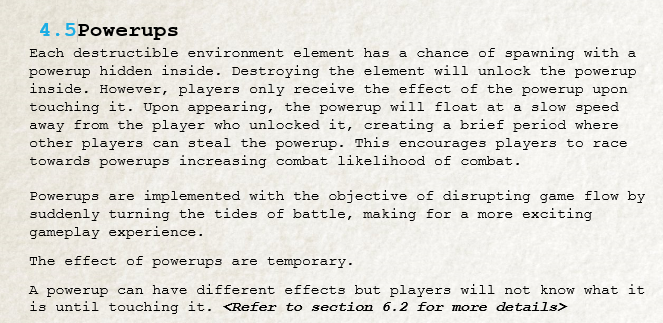 4.5Powerups
Each destructible environment element has a chance of spawning with a
powerup hidden inside. Destroying the element will unlock the powerup
inside. However, players only receive the effect of the powerup upon
touching it. Upon appearing, the powerup will float at a slow speed
away from the player who unlocked it, creating a brief period where
other players can steal the powerup. This encourages players to race
towards powerups increasing combat likelihood of combat.
Powerups are implemented with the objective of disrupting game flow by
suddenly turning the tides of battle, making for a more exciting
gameplay experience.
The effect of powerups are temporary.
A powerup can have different effects but players will not know what it
is until touching it. <Refer to section 6.2 for more details>